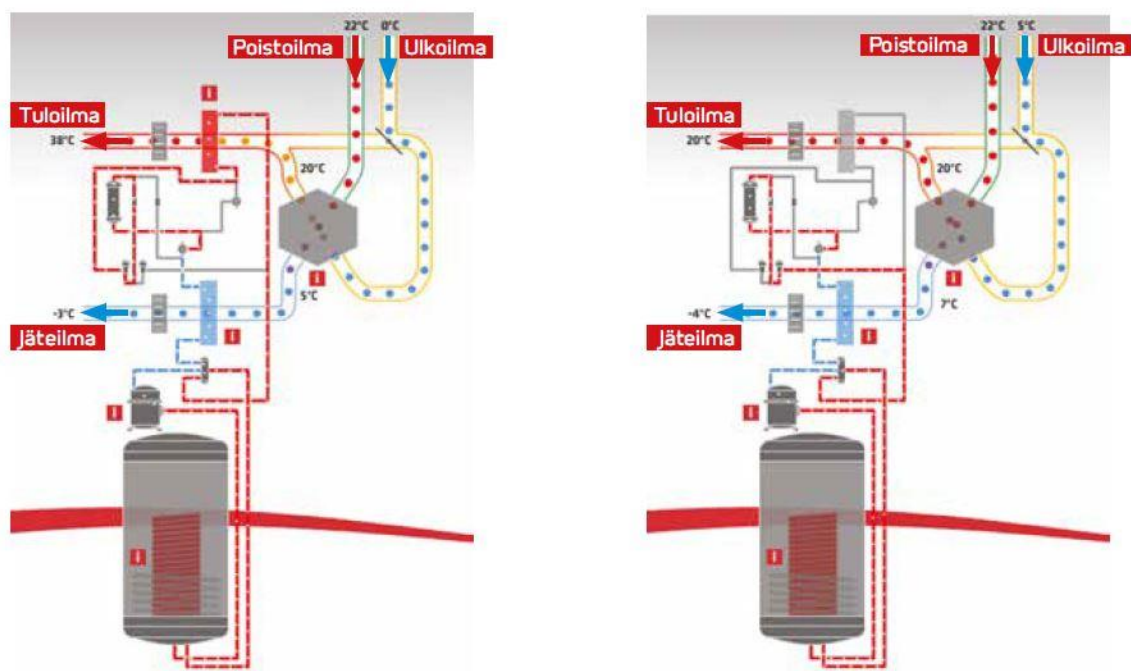 22°C 0°C
Poistoilma Ulkoilma
Tuloilma
38°C
20°C
5°C
-3°C
Jäteilma
22°C 5°C
Poistoilma Ulkoilma
Tuloilma
20°C
20°C
7°C
-4°C
Jäteilma